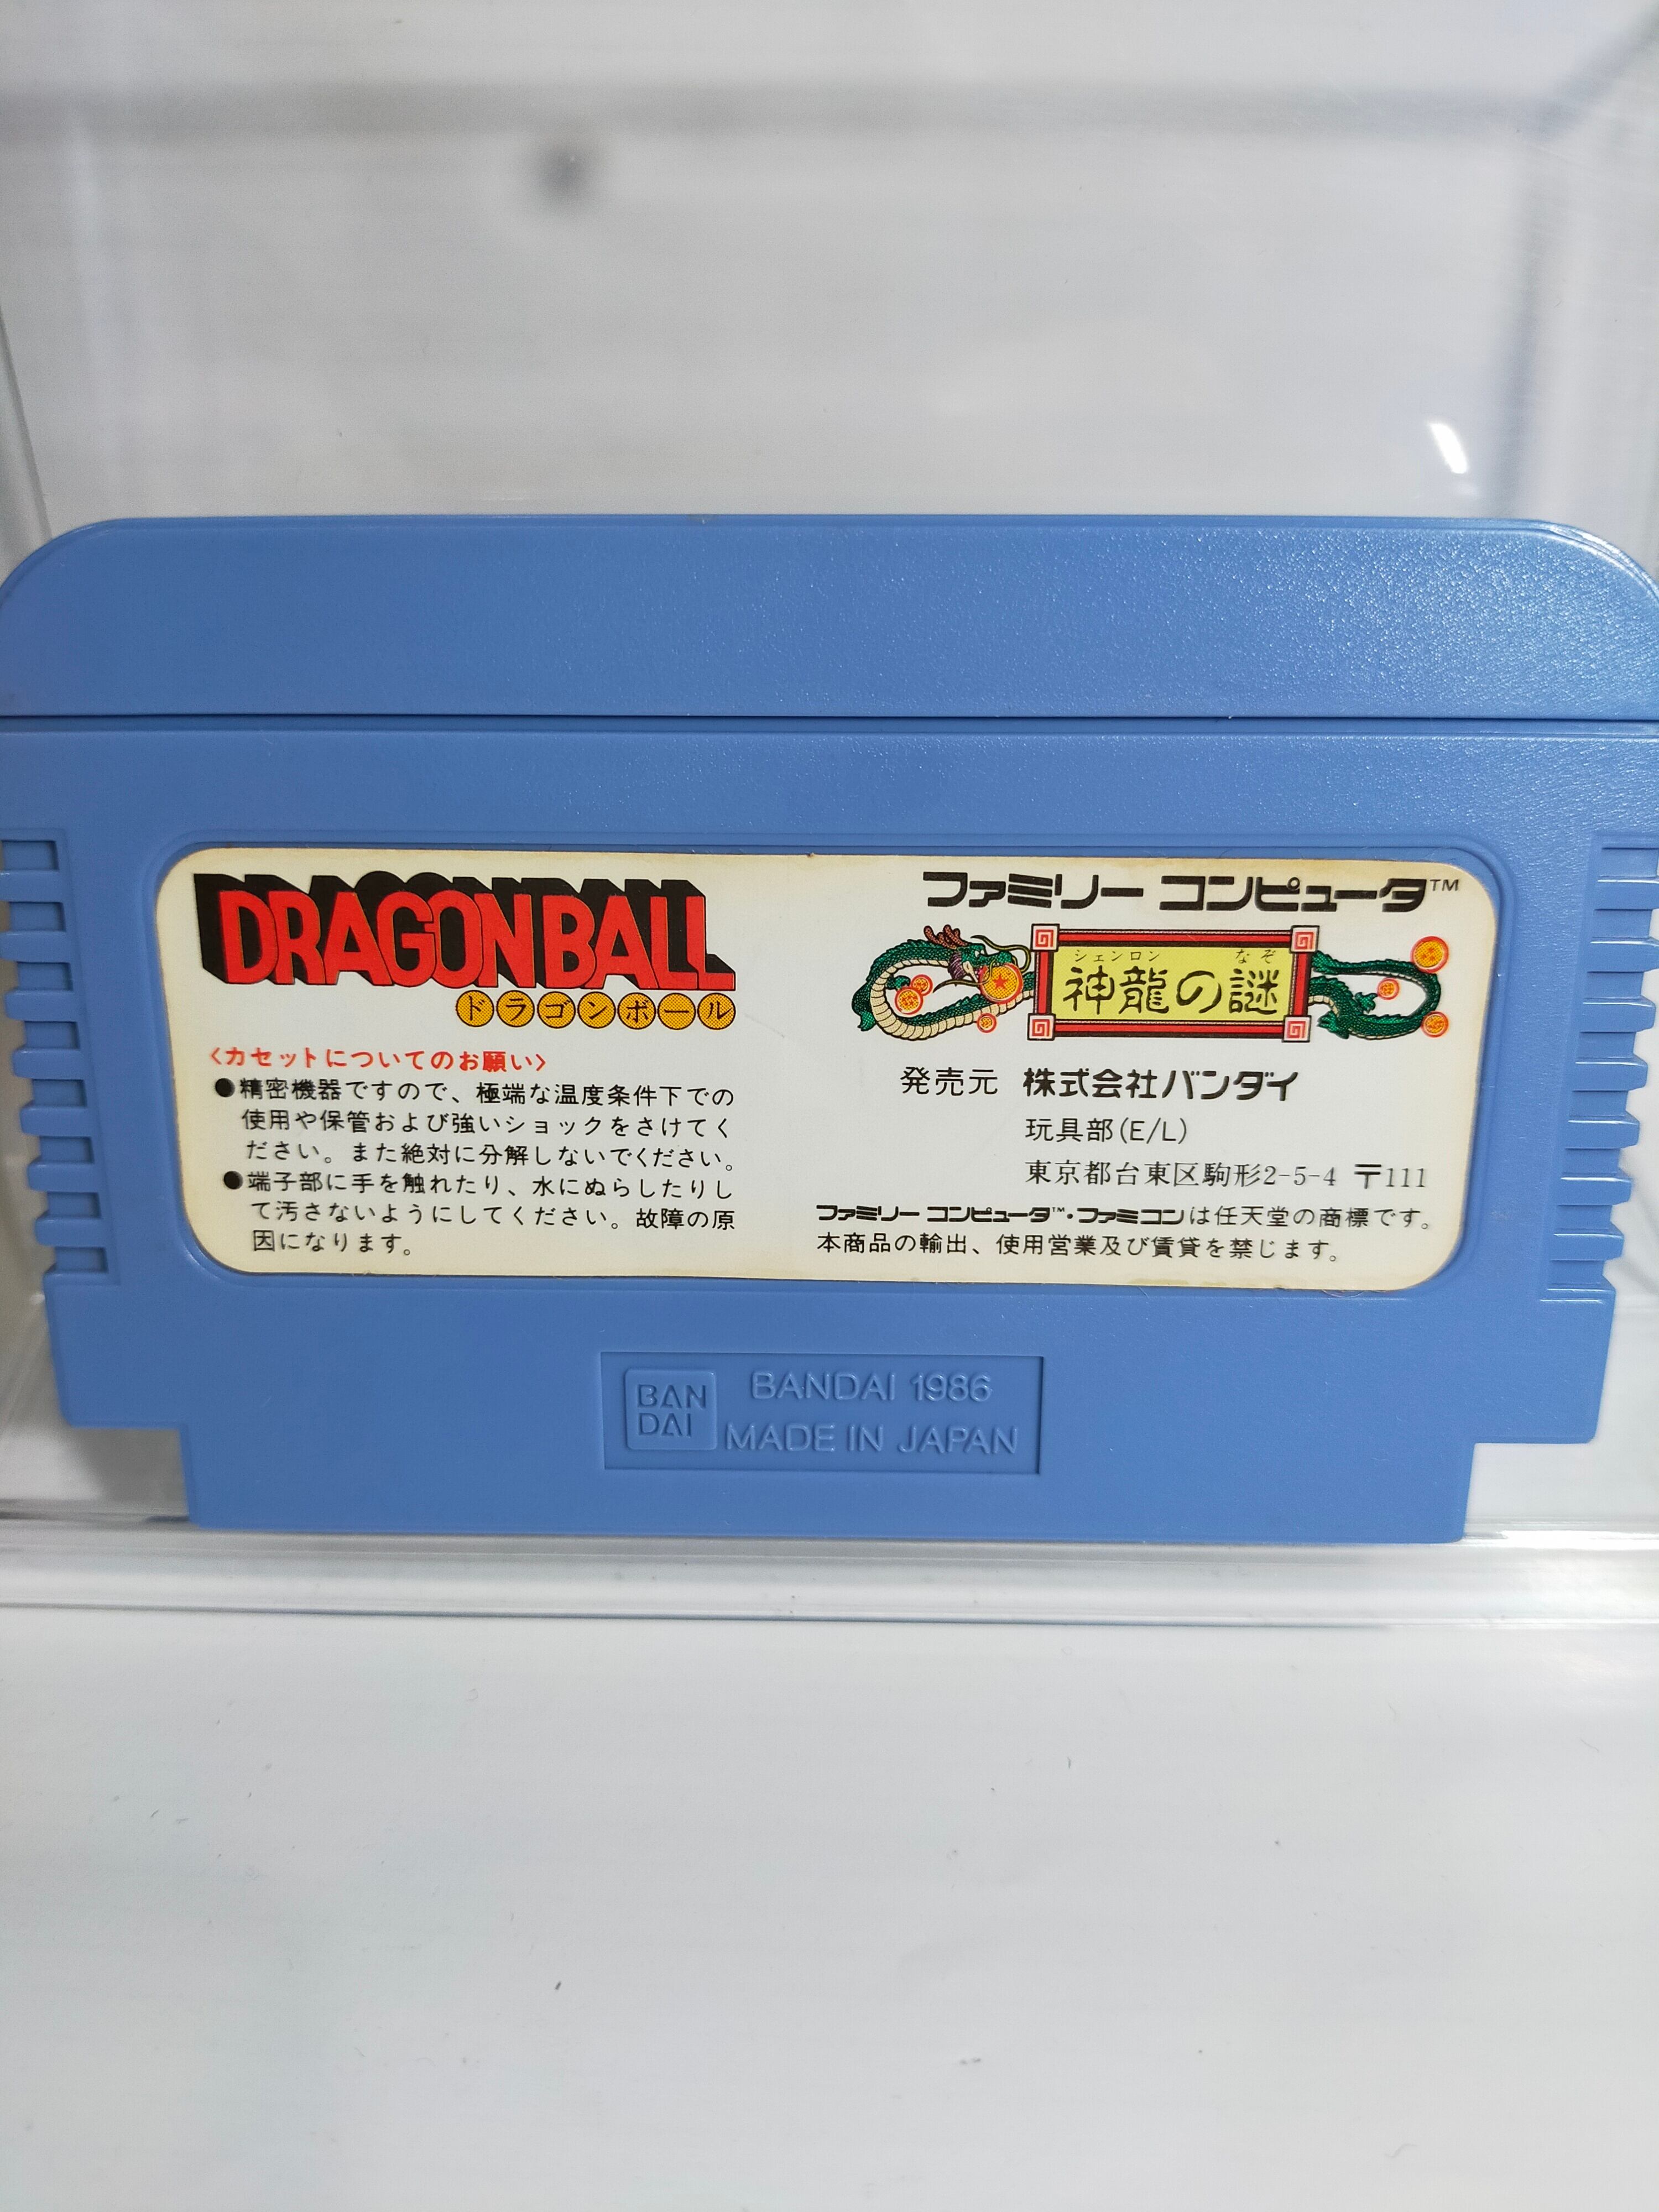 DRAGONBALL
ドラゴンボール
〈カセットについてのお願い〉
●精密機器ですので、極端な温度条件下での
使用や保管および強いショックをさけてく
ださい。また絶対に分解しないでください。
●端子部に手を触れたり、水にぬらしたりし
て汚さないようにしてください。故障の原
因になります。
ファミリー コンピュータ™
シェンロン なぞ
神龍の謎
発売元 株式会社バンダイ
玩具部(E/L)
東京都台東区駒形2-5-4 〒111
ファミリー コンピュータ™・ファミコンは任天堂の商標です。
本商品の輸出、使用営業及び賃貸を禁じます。
BAN
DAI
BANDAI 1986
MADE IN JAPAN